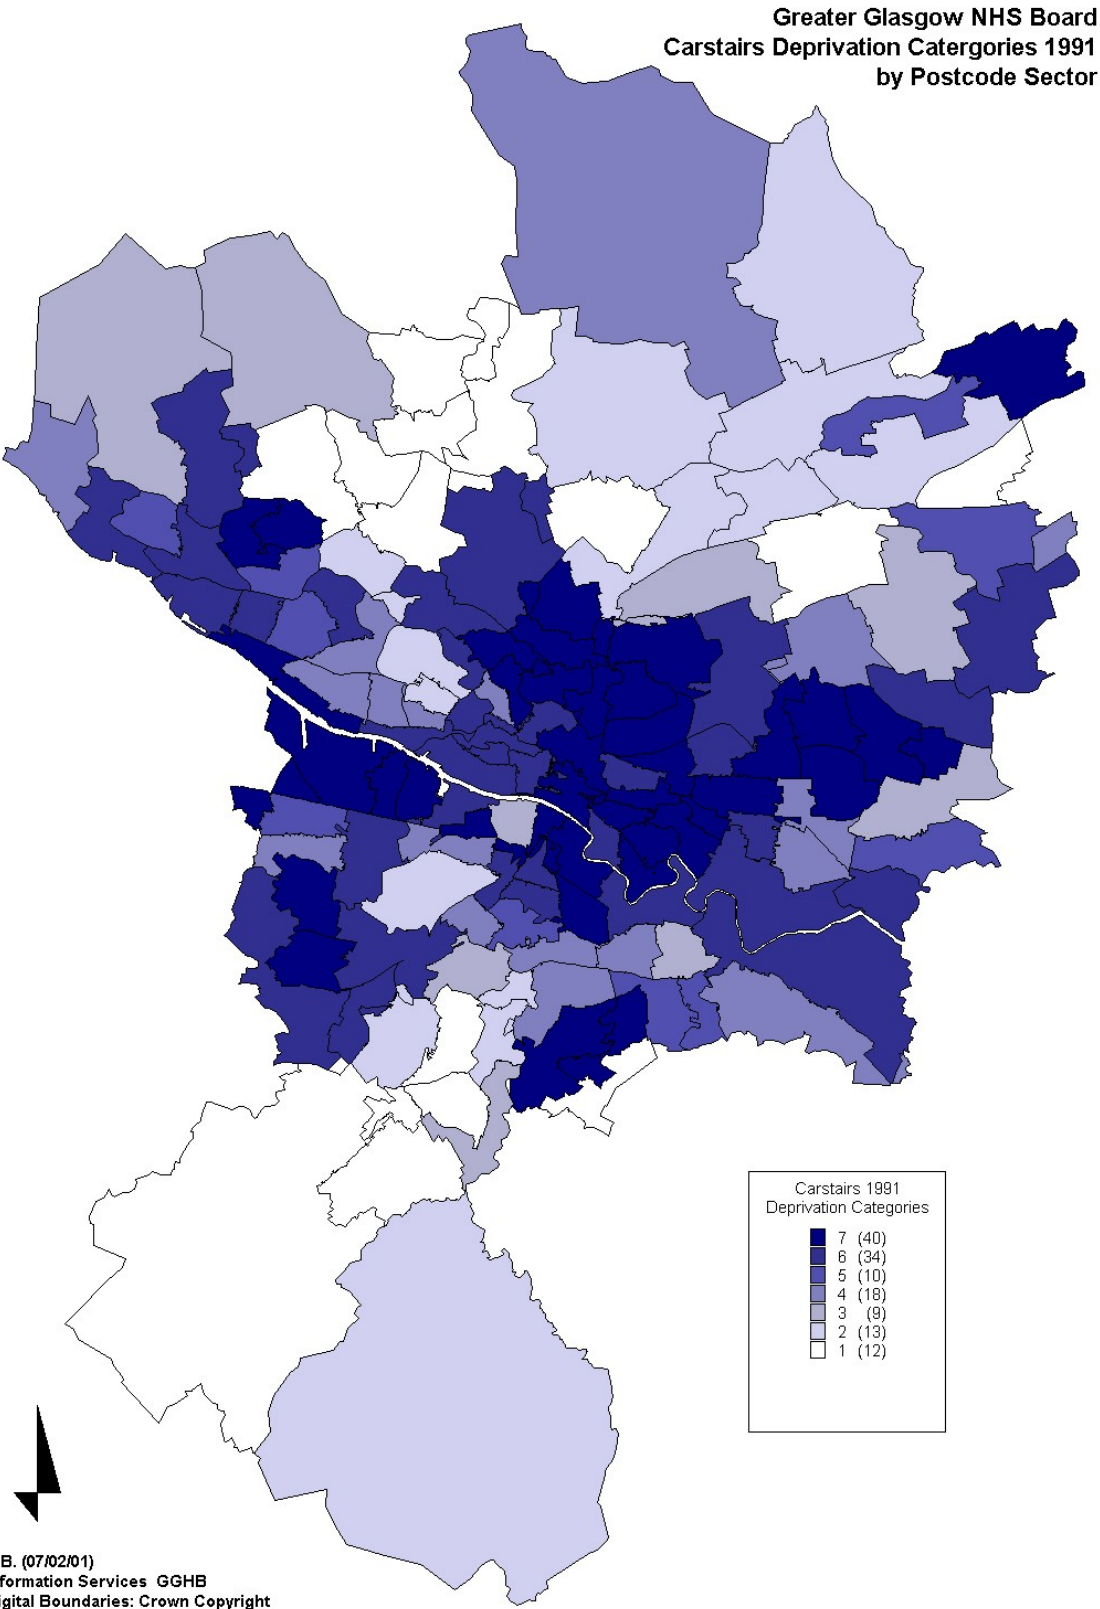 Greater Glasgow NHS Board
Carstairs Deprivation Catergories 1991
by Postcode Sector
Carstairs 1991
Deprivation Categories
7 (40)
6 (34)
5 (10)
4 (18)
3 (9)
2 (13)
1 (12)
B. (07/02/01)
formation Services GGHB
igital Boundaries: Crown Copyright